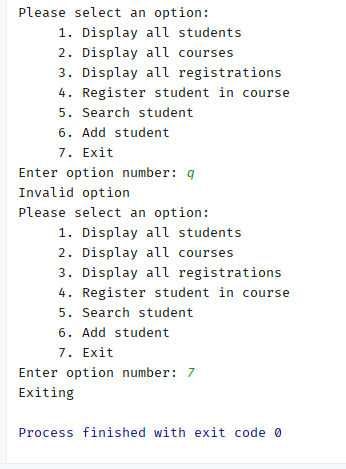 Please select an option:
1. Display all students
2. Display all courses
3. Display all registrations
4. Register student in course
5. Search student
6. Add student
7. Exit
Enter option number: q
Invalid option
Please select an option:
1. Display all students
2. Display all courses
3. Display all registrations
4. Register student in course
5. Search student
6. Add student
7. Exit
Enter option number: 7
Exiting
Process finished with exit code 0